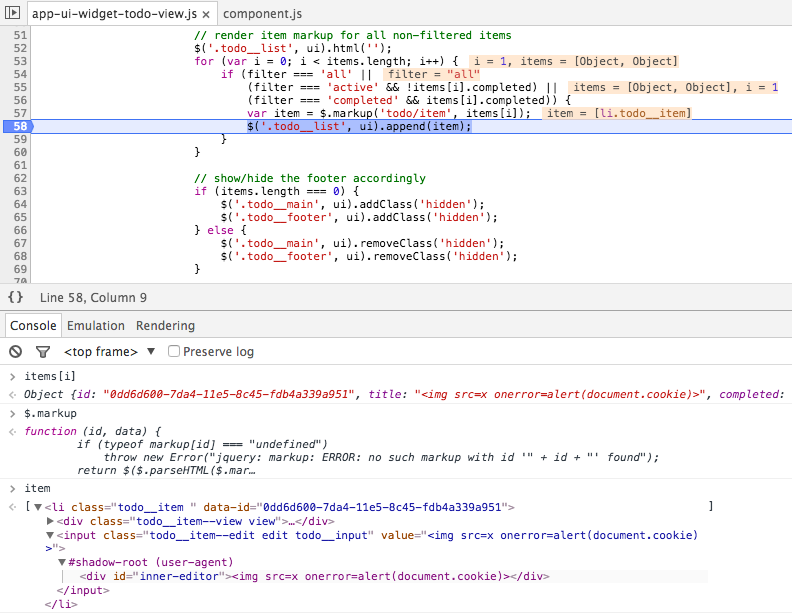 app-ui-widget-todo-view.js × component.js
51 // render item markup for all non-filtered items
52 $('.todo__list', ui).html('');
53 for (var i = 0; i < items.length; i++) { i = 1, items = [Object, Object]
54 if (filter === 'all' || filter = "all"
55 (filter === 'active' && !items[i].completed) || items = [Object, Object], i = 1
56 (filter === 'completed' && items[i].completed)) {
57 var item = $.markup('todo/item', items[i]); item = [li.todo__item]
58 $('.todo__list', ui).append(item);
59 }
60 }
61
62 // show/hide the footer accordingly
63 if (items.length === 0) {
64 $('.todo__main', ui).addClass('hidden');
65 $('.todo__footer', ui).addClass('hidden');
66 } else {
67 $('.todo__main', ui).removeClass('hidden');
68 $('.todo__footer', ui).removeClass('hidden');
69 }
70
{} Line 58, Column 9
Console Emulation Rendering
<top frame> ▼ Preserve log
> items[i]
Object {id: "0dd6d600-7da4-11e5-8c45-fdb4a339a951", title: "<img src=x onerror=alert(document.cookie)>", completed:
> $.markup
function (id, data) {
if (typeof markup[id] === "undefined")
throw new Error("jquery: markup: ERROR: no such markup with id '" + id + "' found");
return $($.parseHTML($.mar…
> item
[ ▼<li class="todo__item " data-id="0dd6d600-7da4-11e5-8c45-fdb4a339a951"> ]
▶<div class="todo__item--view view">…</div>
▼<input class="todo__item--edit edit todo__input" value="<img src=x onerror=alert(document.cookie)
>">
▼#shadow-root (user-agent)
<div id="inner-editor"><img src=x onerror=alert(document.cookie)></div>
</input>
</li>